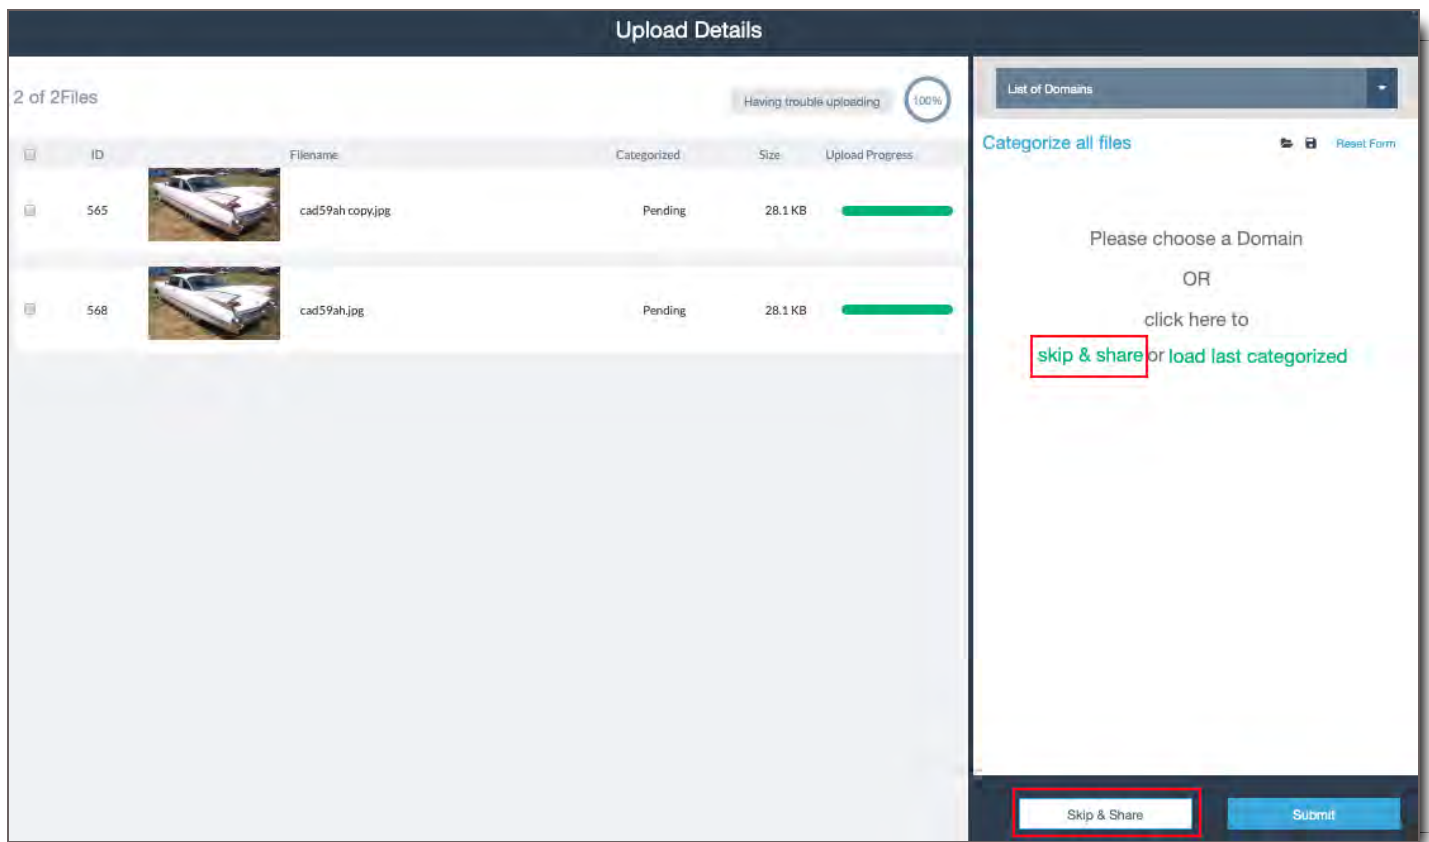 Upload Details
2 of 2Files
Having trouble uploading
100%
ID Filename Categorized Size Upload Progress
565 cad59ah copy.jpg Pending 28.1 KB
568 cad59ah.jpg Pending 28.1 KB
List of Domains
Categorize all files Reset Form
Please choose a Domain
OR
click here to
skip & share or load last categorized
Skip & Share Submit